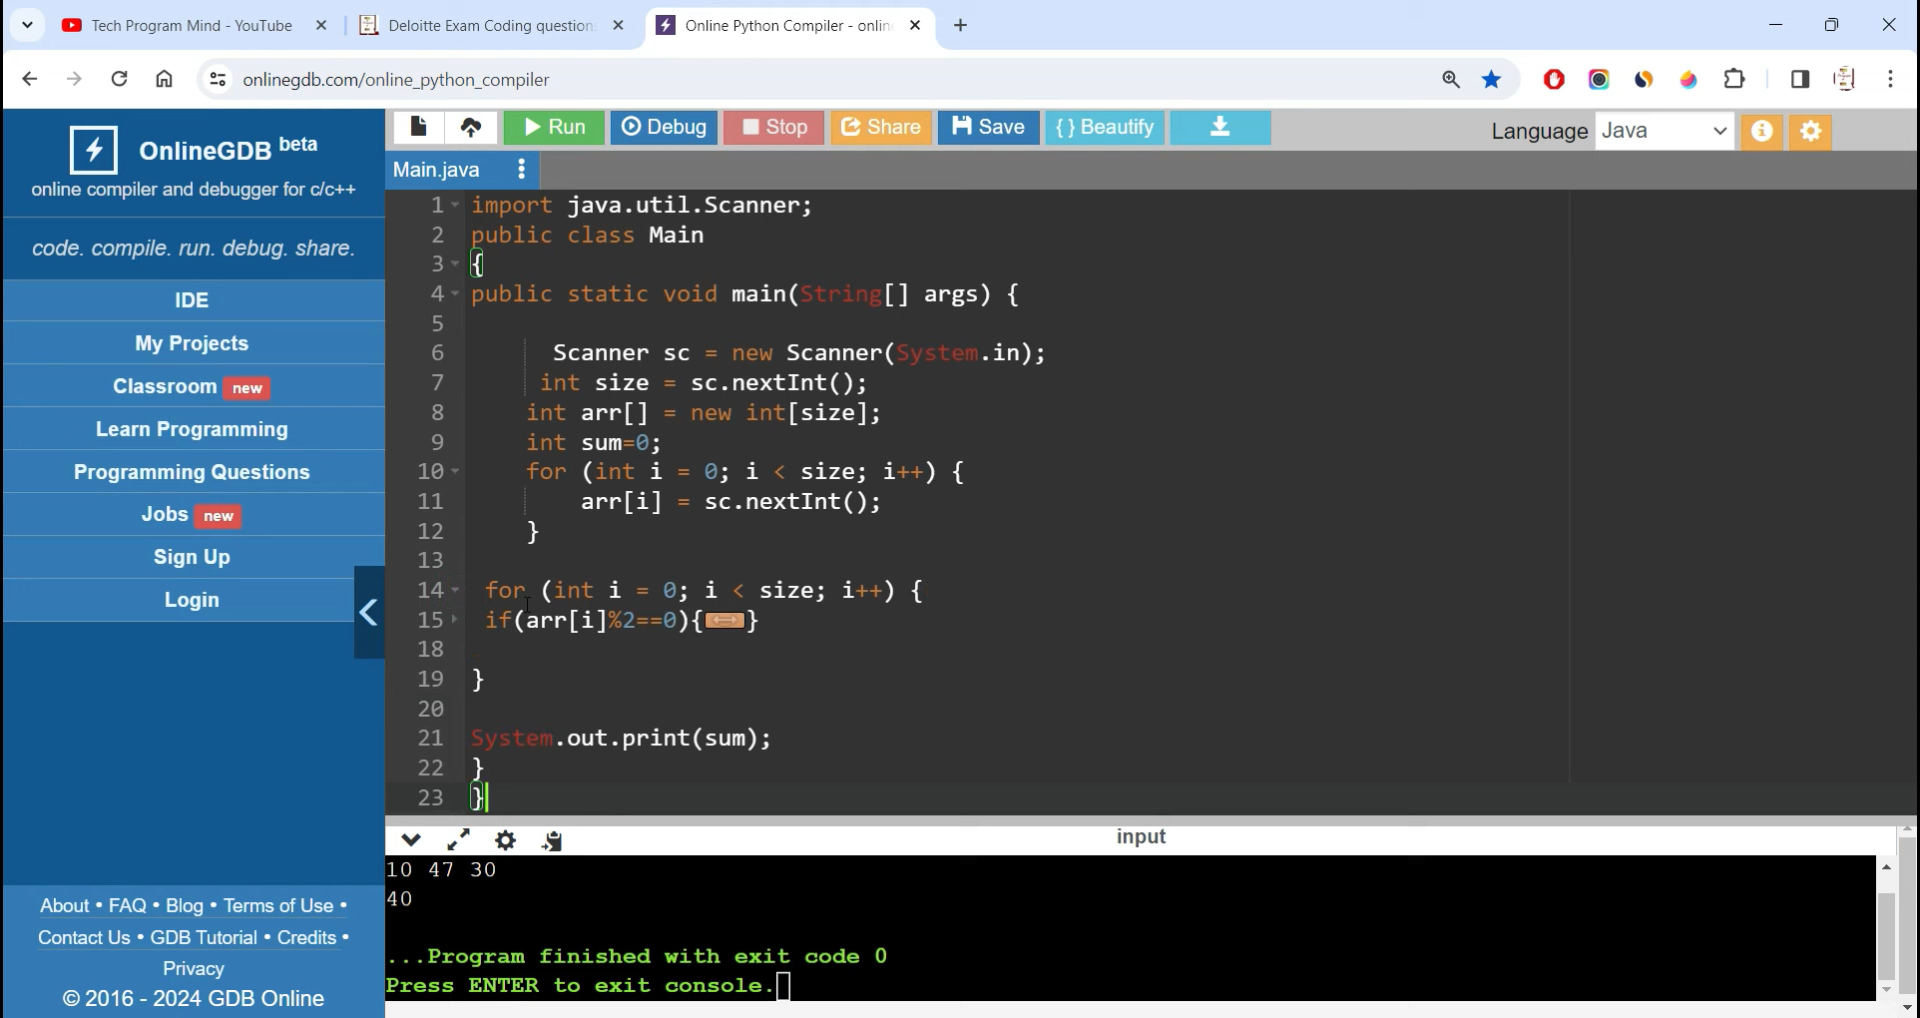 Tech Program Mind - YouTube
Deloitte Exam Coding question
Online Python Compiler - onlin
onlinegdb.com/online_python_compiler
OnlineGDB beta
online compiler and debugger for c/c++
code. compile. run. debug. share.
IDE
My Projects
Classroom new
Learn Programming
Programming Questions
Jobs new
Sign Up
Login
About • FAQ • Blog • Terms of Use •
Contact Us • GDB Tutorial • Credits •
Privacy
© 2016 - 2024 GDB Online
Run Debug Stop Share Save {} Beautify
Language Java
Main.java
1 import java.util.Scanner;
2 public class Main
3 {
4 public static void main(String[] args) {
5
6 Scanner sc = new Scanner(System.in);
7 int size = sc.nextInt();
8 int arr[] = new int[size];
9 int sum=0;
10 for (int i = 0; i < size; i++) {
11 arr[i] = sc.nextInt();
12 }
13
14 for (int i = 0; i < size; i++) {
15 if(arr[i]%2==0){}
18
19 }
20
21 System.out.print(sum);
22 }
23 }
input
10 47 30
40
...Program finished with exit code 0
Press ENTER to exit console.